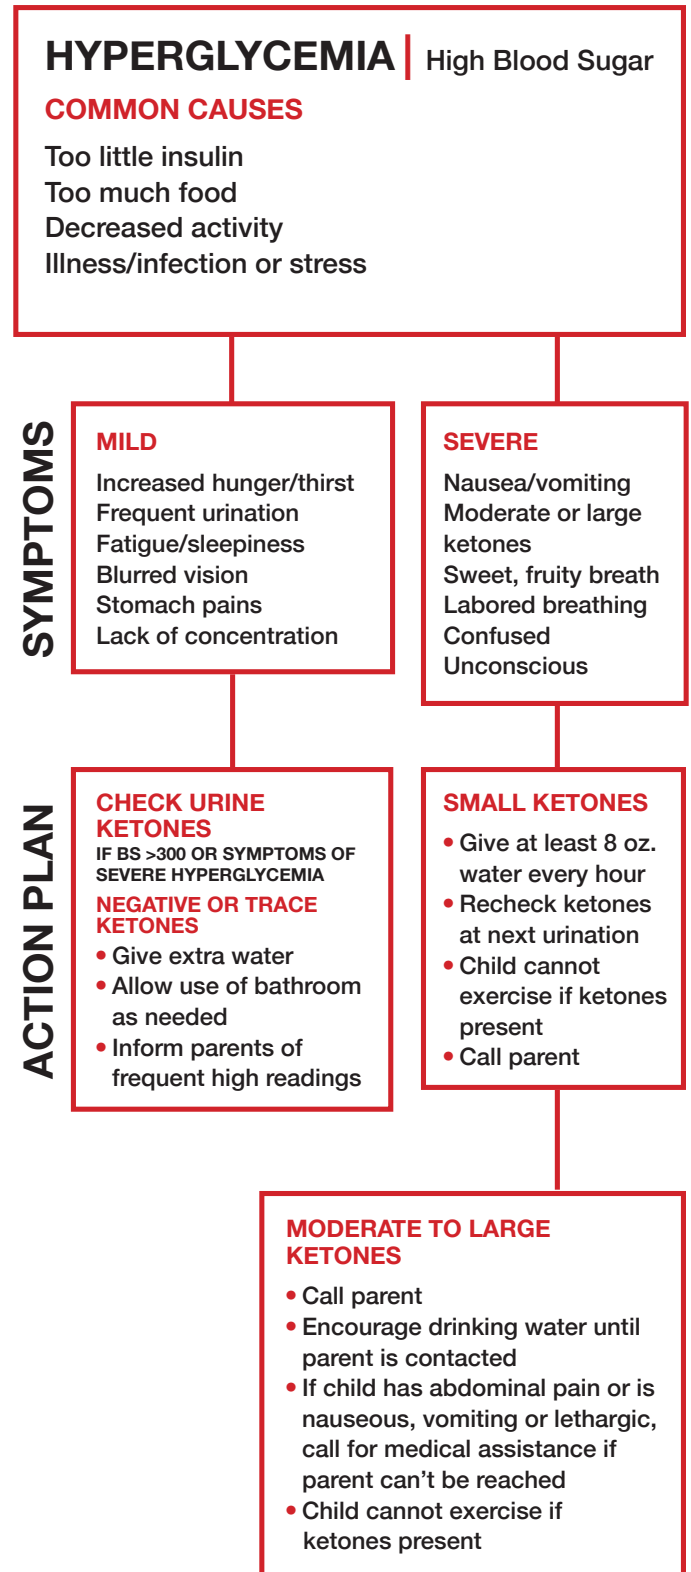 HYPERGLYCEMIA | High Blood Sugar
COMMON CAUSES
Too little insulin
Too much food
Decreased activity
Illness/infection or stress
SYMPTOMS
MILD
Increased hunger/thirst
Frequent urination
Fatigue/sleepiness
Blurred vision
Stomach pains
Lack of concentration
SEVERE
Nausea/vomiting
Moderate or large
ketones
Sweet, fruity breath
Labored breathing
Confused
Unconscious
ACTION PLAN
CHECK URINE
KETONES
IF BS >300 OR SYMPTOMS OF
SEVERE HYPERGLYCEMIA
NEGATIVE OR TRACE
KETONES
• Give extra water
• Allow use of bathroom
as needed
• Inform parents of
frequent high readings
SMALL KETONES
• Give at least 8 oz.
water every hour
• Recheck ketones
at next urination
• Child cannot
exercise if ketones
present
• Call parent
MODERATE TO LARGE
KETONES
• Call parent
• Encourage drinking water until
parent is contacted
• If child has abdominal pain or is
nauseous, vomiting or lethargic,
call for medical assistance if
parent can’t be reached
• Child cannot exercise if
ketones present